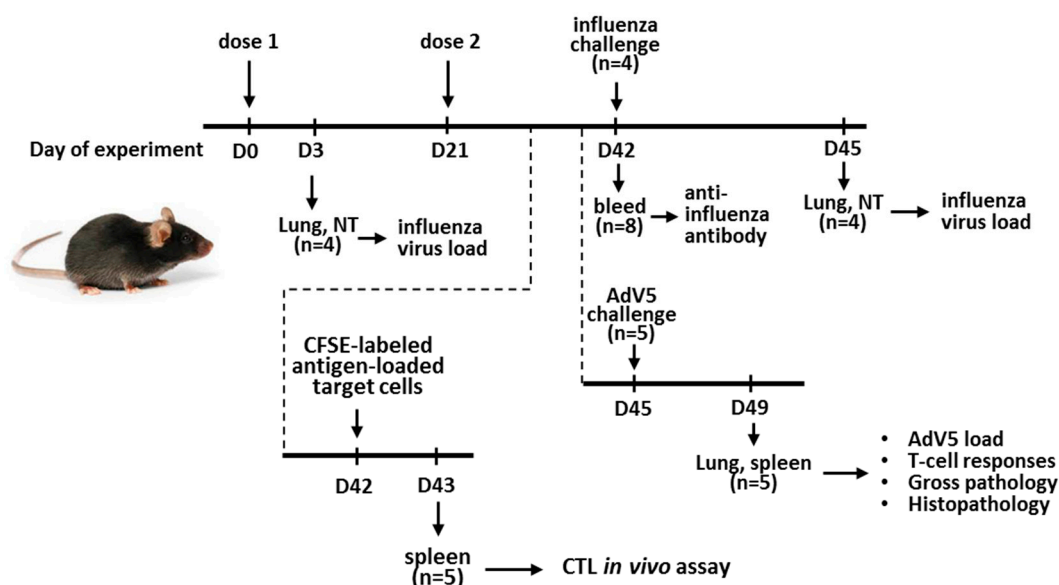 dose 1
dose 2
influenza
challenge
(n=4)
Day of experiment
D0
D3
D21
D42
D45
Lung, NT
(n=4)
influenza
virus load
bleed
(n=8)
anti-
influenza
antibody
Lung, NT
(n=4)
influenza
virus load
AdV5
challenge
(n=5)
CFSE-labeled
antigen-loaded
target cells
D45
D49
D42
D43
Lung, spleen
(n=5)
• AdV5 load
• T-cell responses
• Gross pathology
• Histopathology
spleen
(n=5)
CTL in vivo assay